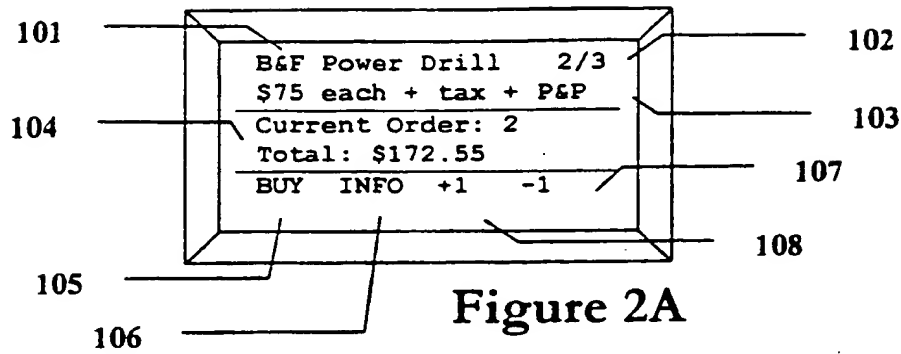 101
102
B&F Power Drill 2/3
$75 each + tax + P&P
103
104
Current Order: 2
Total: $172.55
107
BUY INFO +1 -1
108
105
106
Figure 2A